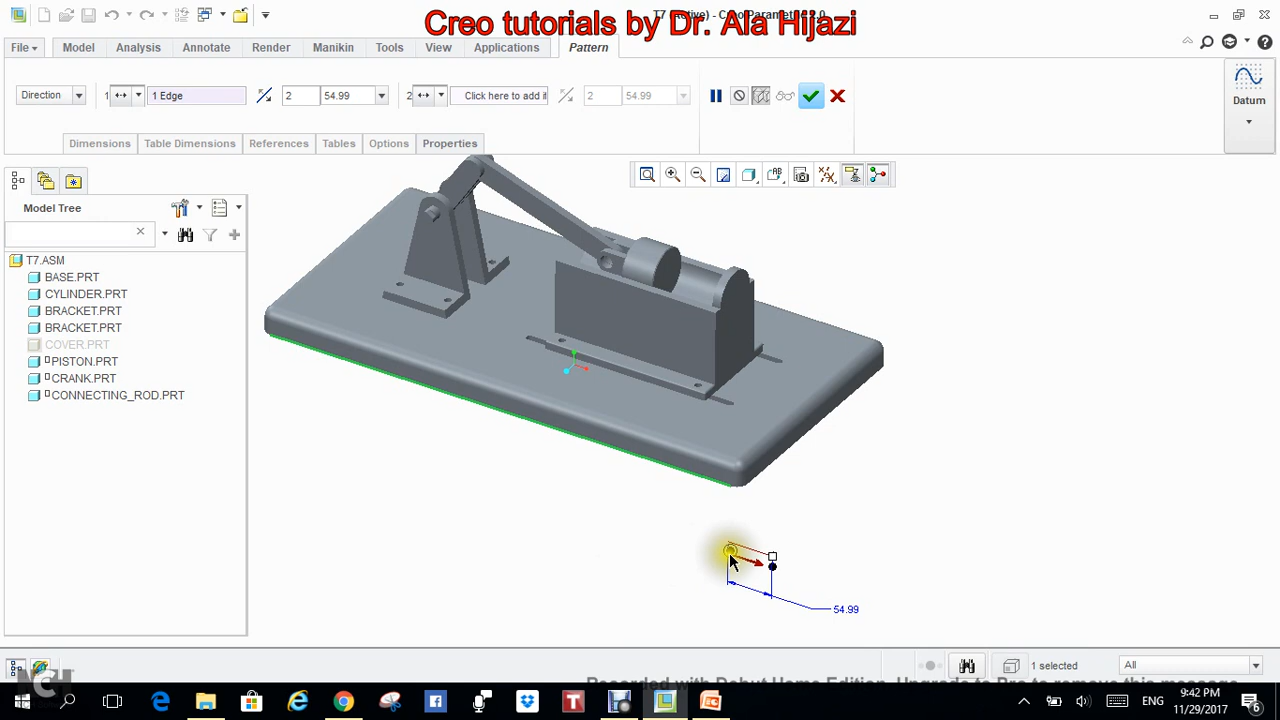 Creo tutorials by Dr. Ala Hijazi
File Model Analysis Annotate Render Manikin Tools View Applications Pattern
Direction 1 1 Edge 2 54.99 2 Click here to add it 2 54.99
Datum
Dimensions Table Dimensions References Tables Options Properties
Model Tree
T7.ASM
BASE.PRT
CYLINDER.PRT
BRACKET.PRT
BRACKET.PRT
COVER.PRT
PISTON.PRT
CRANK.PRT
CONNECTING_ROD.PRT
54.99
1 selected All
NCH
ENG
9:42 PM
11/29/2017
6